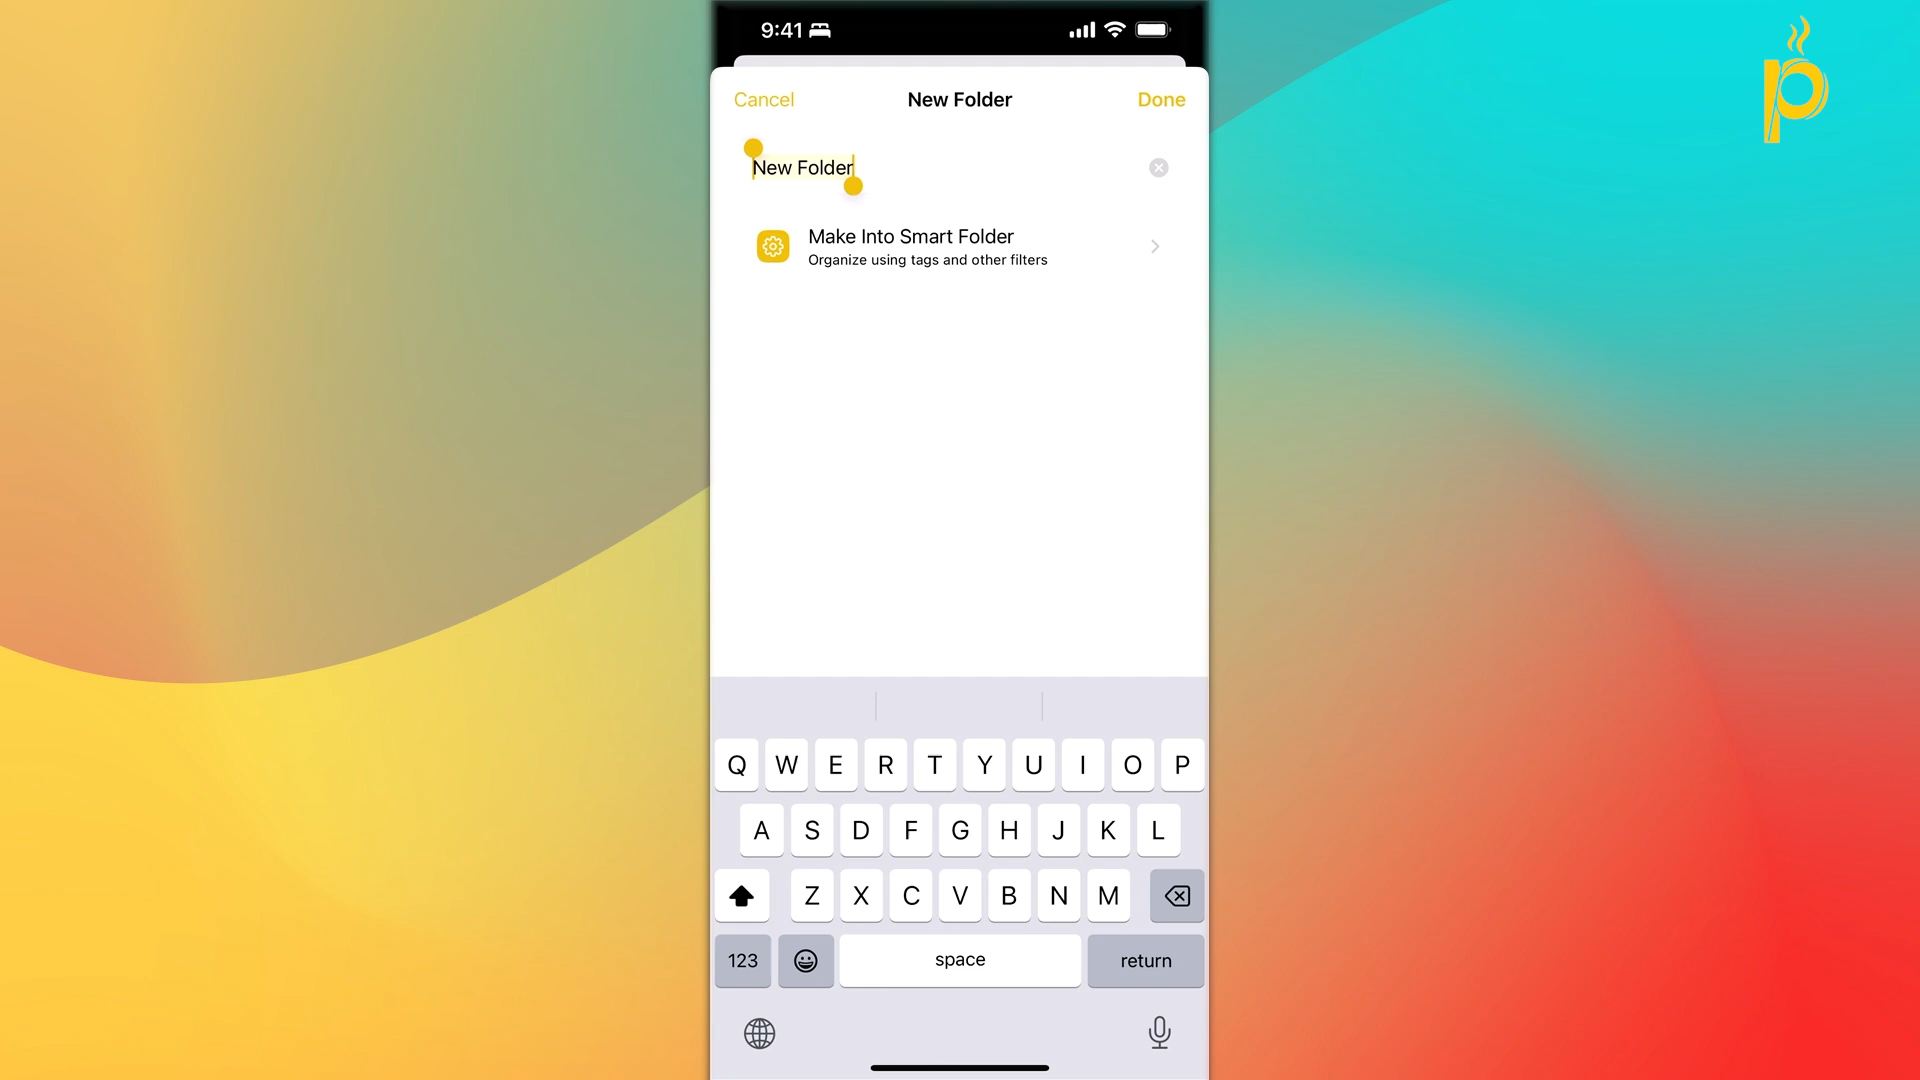 9:41
Cancel New Folder Done
New Folder
Make Into Smart Folder
Organize using tags and other filters
Q W E R T Y U I O P
A S D F G H J K L
Z X C V B N M
123 space return